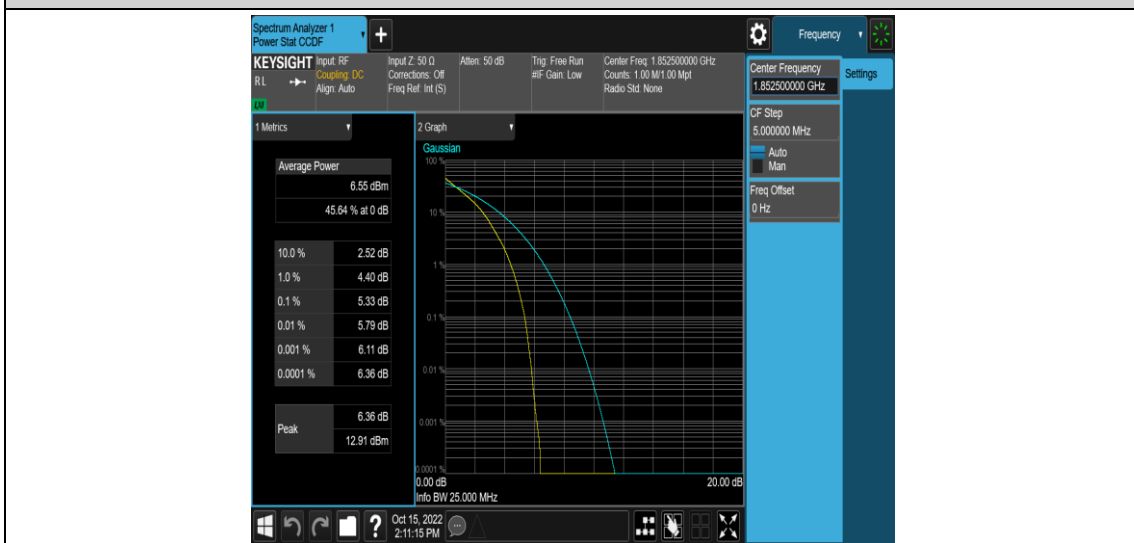 Spectrum Analyzer 1
Power Stat CCDF
+
Frequency
KEYSIGHT
RL
LXI
Input: RF
Coupling: DC
Align: Auto
Input Z: 50 Ω
Corrections: Off
Freq Ref: Int (S)
Atten: 50 dB
Trig: Free Run
#IF Gain: Low
Center Freq: 1.852500000 GHz
Counts: 1.00 M/1.00 Mpt
Radio Std: None
Center Frequency
1.852500000 GHz
Settings
CF Step
5.000000 MHz
Auto
Man
Freq Offset
0 Hz
1 Metrics
Average Power
6.55 dBm
45.64 % at 0 dB
10.0 % 2.52 dB
1.0 % 4.40 dB
0.1 % 5.33 dB
0.01 % 5.79 dB
0.001 % 6.11 dB
0.0001 % 6.36 dB
Peak
6.36 dB
12.91 dBm
2 Graph
Gaussian
100 %
10 %
1 %
0.1 %
0.01 %
0.001 %
0.0001 %
0.00 dB 20.00 dB
Info BW 25.000 MHz
?
Oct 15, 2022
2:11:15 PM